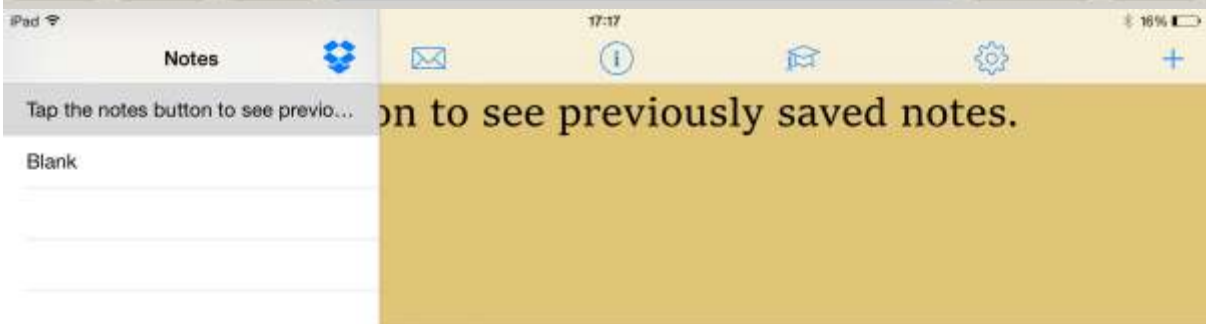 iPad 17:17 16%
Notes
Tap the notes button to see previo... on to see previously saved notes.
Blank